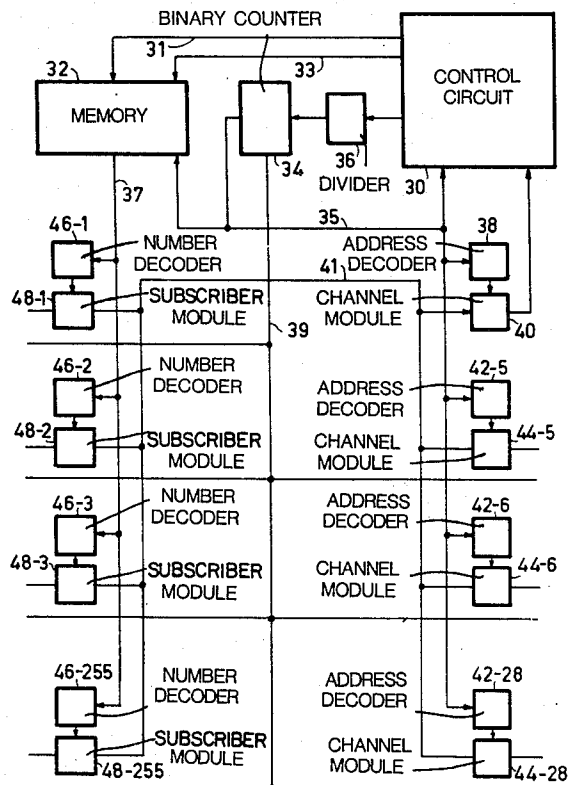 BINARY COUNTER
31
33
32
MEMORY
CONTROL
CIRCUIT
34
36
DIVIDER
30
37
35
46-1
NUMBER
DECODER
41
ADDRESS
DECODER
38
48-1
SUBSCRIBER
MODULE
39
CHANNEL
MODULE
40
46-2
NUMBER
DECODER
ADDRESS
DECODER
42-5
48-2
SUBSCRIBER
MODULE
CHANNEL
MODULE
44-5
46-3
NUMBER
DECODER
ADDRESS
DECODER
42-6
48-3
SUBSCRIBER
MODULE
CHANNEL
MODULE
44-6
46-255
NUMBER
DECODER
ADDRESS
DECODER
42-28
SUBSCRIBER
MODULE
48-255
CHANNEL
MODULE
44-28